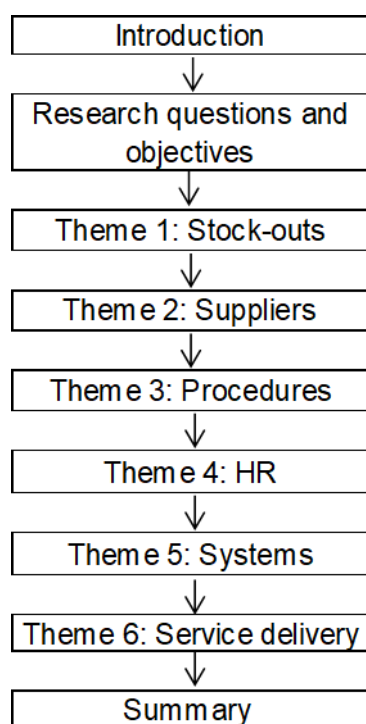 Introduction
Research questions and
objectives
Theme 1: Stock-outs
Theme 2: Suppliers
Theme 3: Procedures
Theme 4: HR
Theme 5: Systems
Theme 6: Service delivery
Summary